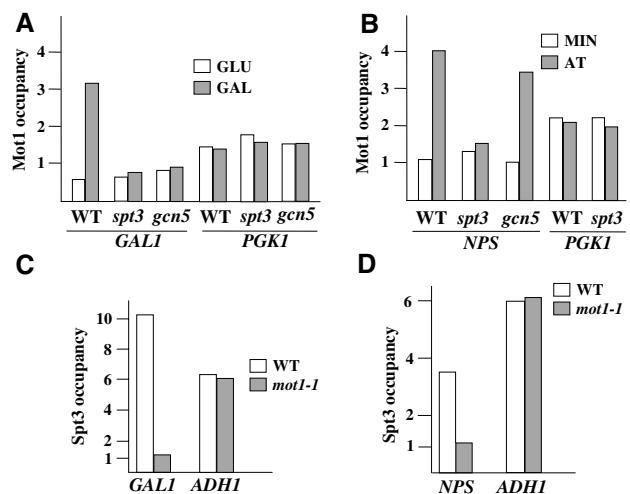 A
Mot1 occupancy
4
3
2
1
GLU
GAL
WT spt3 gcn5 WT spt3 gcn5
GAL1 PGK1
B
Mot1 occupancy
4
3
2
1
MIN
AT
WT spt3 gcn5 WT spt3
NPS PGK1
C
Spt3 occupancy
10
8
6
4
2
1
WT
mot1-1
GAL1 ADH1
D
Spt3 occupancy
6
4
2
1
WT
mot1-1
NPS ADH1